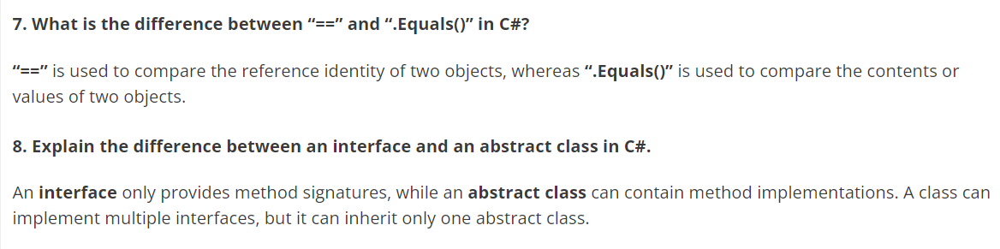 7. What is the difference between “==” and “.Equals()” in C#?
“==” is used to compare the reference identity of two objects, whereas “.Equals()” is used to compare the contents or
values of two objects.
8. Explain the difference between an interface and an abstract class in C#.
An interface only provides method signatures, while an abstract class can contain method implementations. A class can
implement multiple interfaces, but it can inherit only one abstract class.